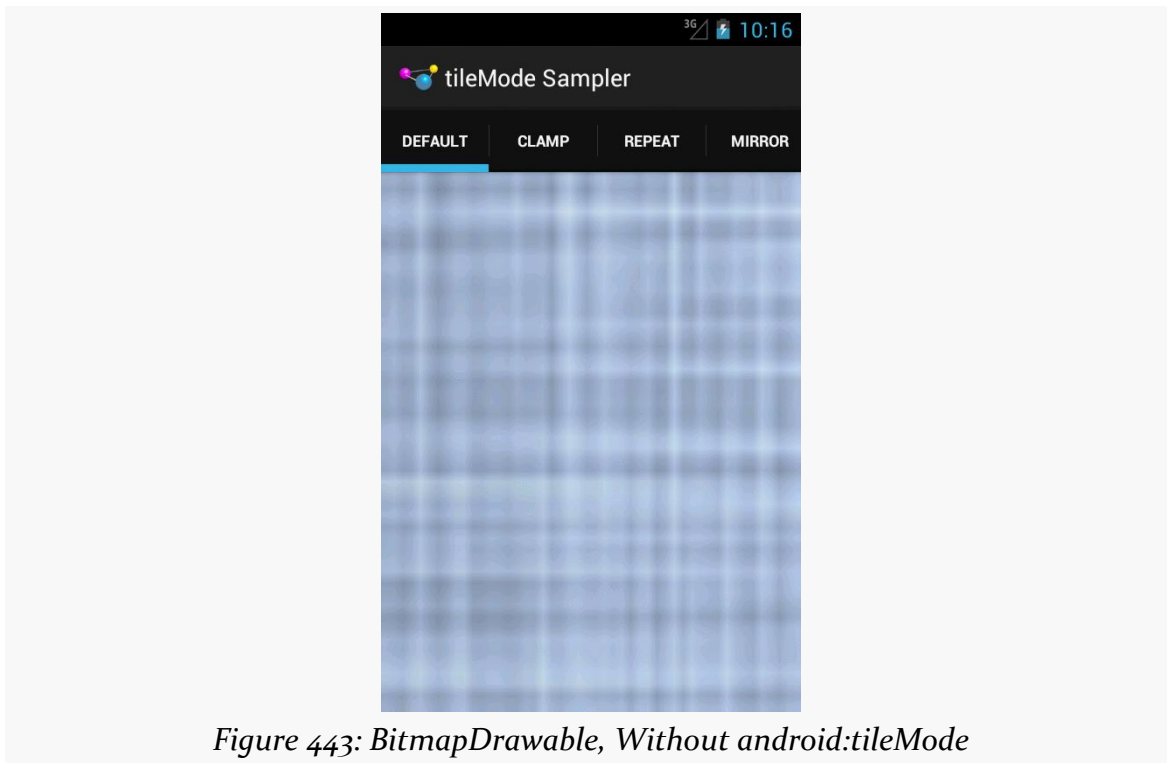 3G 10:16
tileMode Sampler
DEFAULT CLAMP REPEAT MIRROR
Figure 443: BitmapDrawable, Without android:tileMode